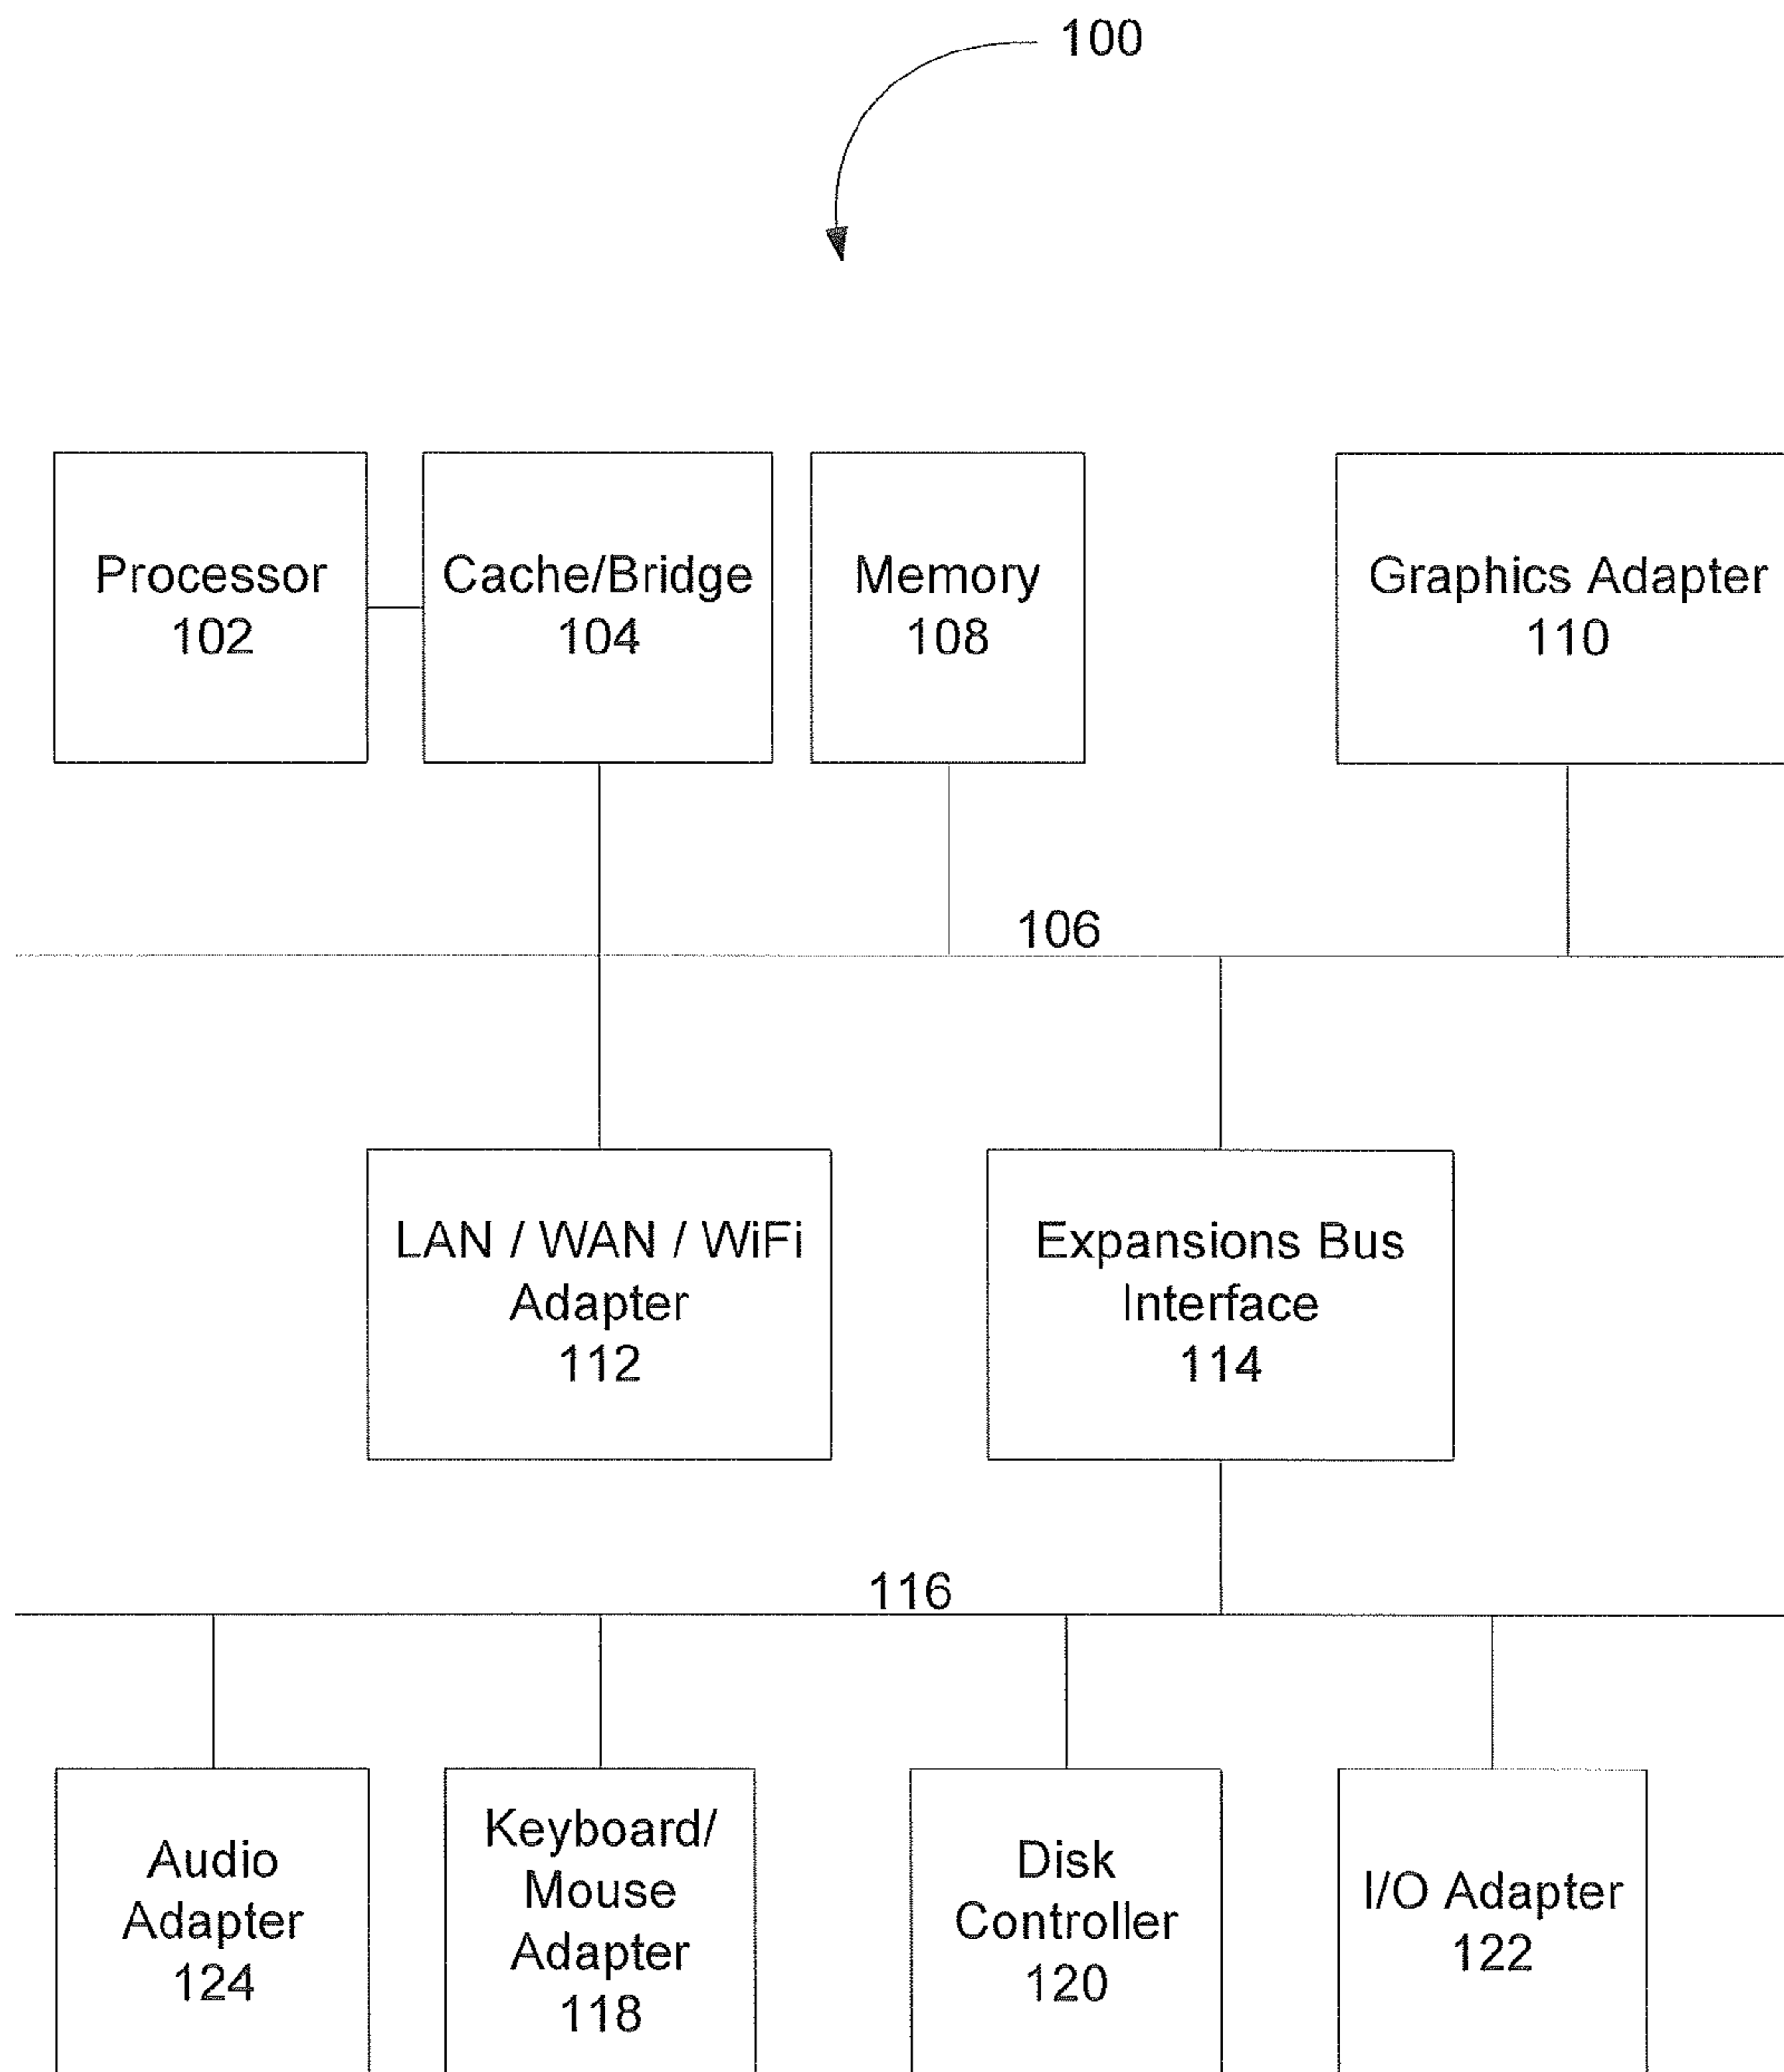 100
Processor
102
Cache/Bridge
104
Memory
108
Graphics Adapter
110
106
LAN / WAN / WiFi
Adapter
112
Expansions Bus
Interface
114
116
Audio
Adapter
124
Keyboard/
Mouse
Adapter
118
Disk
Controller
120
I/O Adapter
122